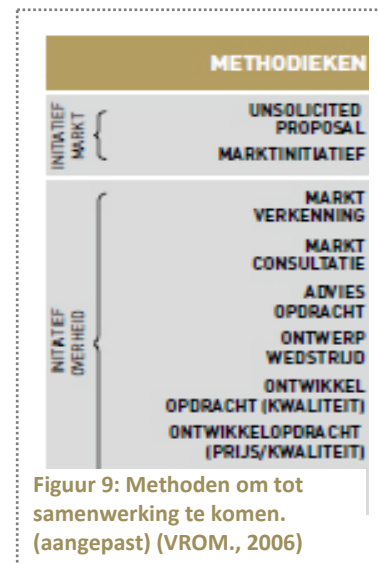 METHODIEKEN
INITIATIEF
MARKT
UNSOLICITED
PROPOSAL
MARKTINITIATIEF
INITATIEF
OVERHEID
MARKT
VERKENNING
MARKT
CONSULTATIE
ADVIES
OPDRACHT
ONTWERP
WEDSTRIJD
ONTWIKKEL
OPDRACHT (KWALITEIT)
ONTWIKKELOPDRACHT
(PRIJS/KWALITEIT)
Figuur 9: Methoden om tot
samenwerking te komen.
(aangepast) (VROM., 2006)